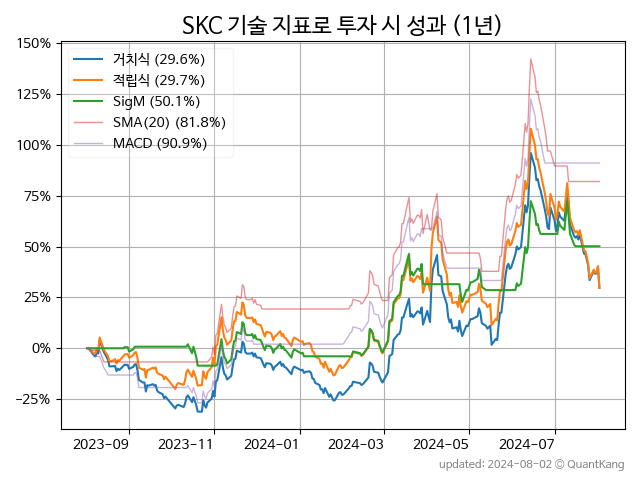 SKC 기술 지표로 투자 시 성과 (1년)
150%
125%
100%
75%
50%
25%
0%
−25%
거치식 (29.6%)
적립식 (29.7%)
SigM (50.1%)
SMA(20) (81.8%)
MACD (90.9%)
2023-09 2023-11 2024-01 2024-03 2024-05 2024-07
updated: 2024-08-02 © QuantKang